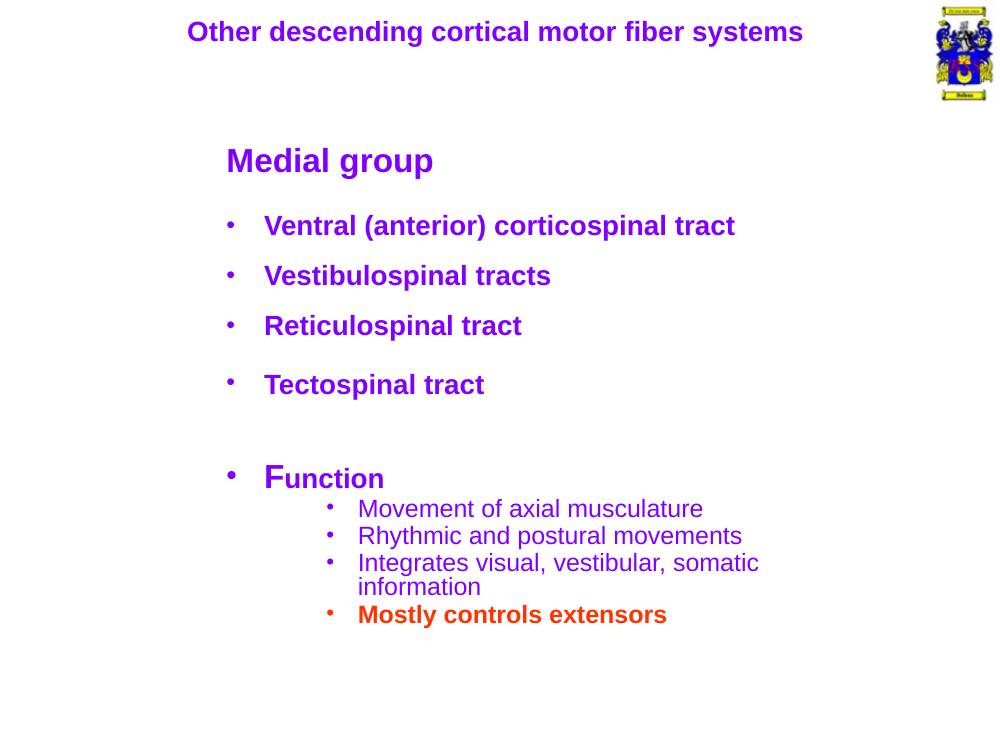 Other descending cortical motor fiber systems
Medial group
• Ventral (anterior) corticospinal tract
• Vestibulospinal tracts
• Reticulospinal tract
• Tectospinal tract
• Function
• Movement of axial musculature
• Rhythmic and postural movements
• Integrates visual, vestibular, somatic
information
• Mostly controls extensors